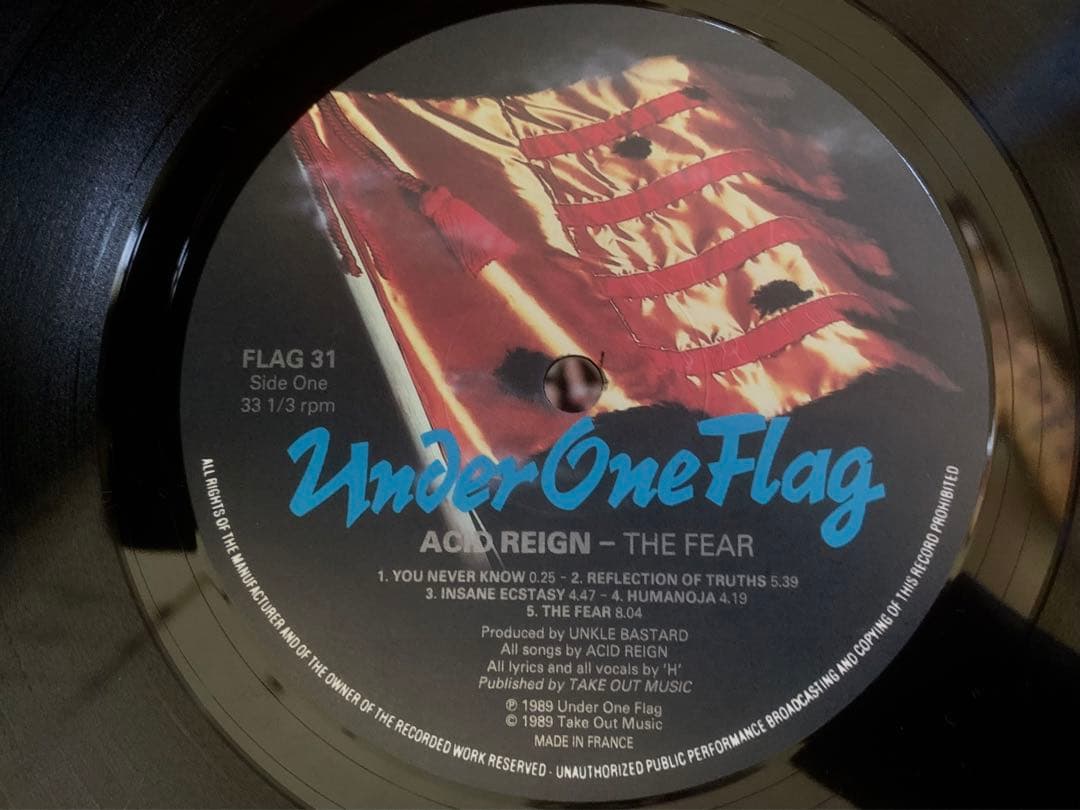 FLAG 31
Side One
33 1/3 rpm
Under One Flag
ACID REIGN – THE FEAR
1. YOU NEVER KNOW 0.25 - 2. REFLECTION OF TRUTHS 5.39
3. INSANE ECSTASY 4.47 - 4. HUMANOJA 4.19
5. THE FEAR 8.04
Produced by UNKLE BASTARD
All songs by ACID REIGN
All lyrics and all vocals by 'H'
Published by TAKE OUT MUSIC
℗ 1989 Under One Flag
© 1989 Take Out Music
MADE IN FRANCE
ALL RIGHTS OF THE MANUFACTURER AND OF THE OWNER OF THE RECORDED WORK RESERVED - UNAUTHORIZED PUBLIC PERFORMANCE BROADCASTING AND COPYING OF THIS RECORD PROHIBITED